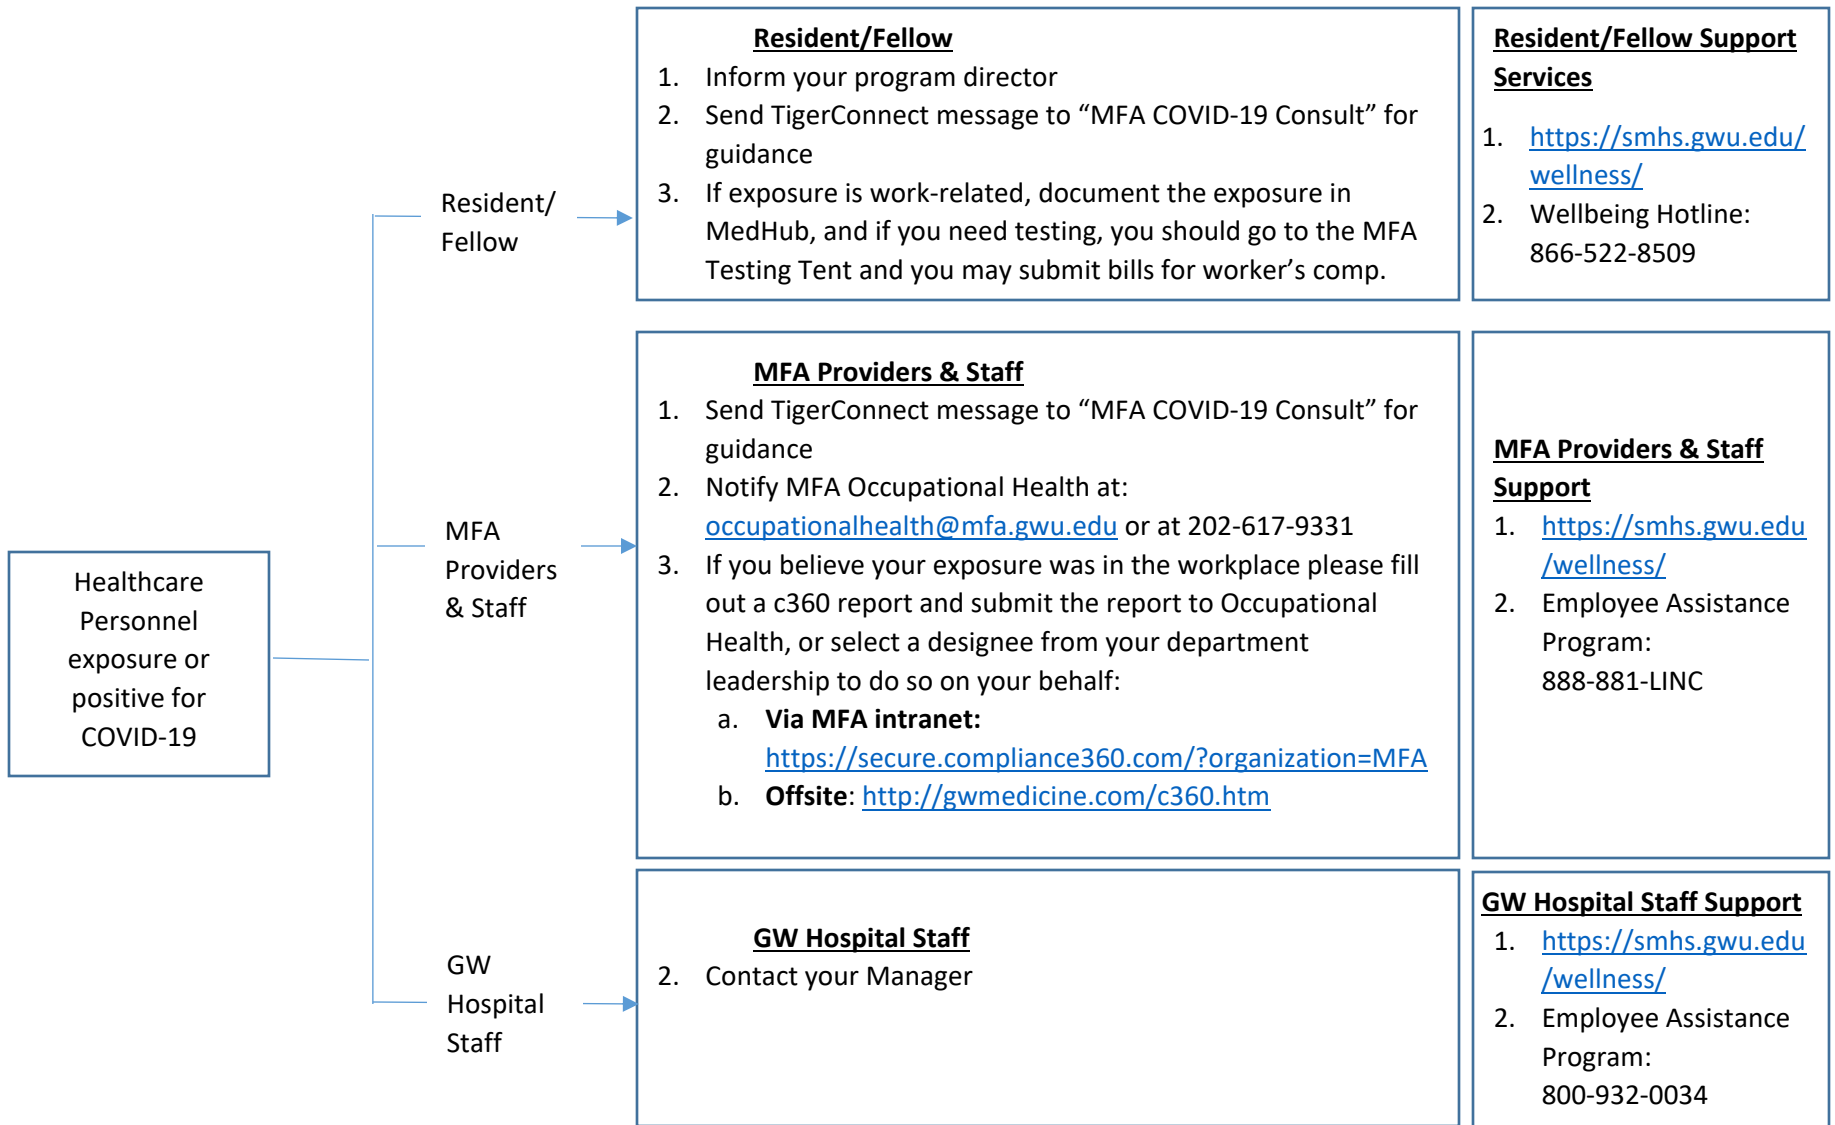 Healthcare
Personnel
exposure or
positive for
COVID-19
Resident/
Fellow
Resident/Fellow
1. Inform your program director
2. Send TigerConnect message to “MFA COVID-19 Consult” for
guidance
3. If exposure is work-related, document the exposure in
MedHub, and if you need testing, you should go to the MFA
Testing Tent and you may submit bills for worker’s comp.
Resident/Fellow Support
Services
1. https://smhs.gwu.edu/
wellness/
2. Wellbeing Hotline:
866-522-8509
MFA
Providers
& Staff
MFA Providers & Staff
1. Send TigerConnect message to “MFA COVID-19 Consult” for
guidance
2. Notify MFA Occupational Health at:
occupationalhealth@mfa.gwu.edu or at 202-617-9331
3. If you believe your exposure was in the workplace please fill
out a c360 report and submit the report to Occupational
Health, or select a designee from your department
leadership to do so on your behalf:
a. Via MFA intranet:
https://secure.compliance360.com/?organization=MFA
b. Offsite: http://gwmedicine.com/c360.htm
MFA Providers & Staff
Support
1. https://smhs.gwu.edu
/wellness/
2. Employee Assistance
Program:
888-881-LINC
GW
Hospital
Staff
GW Hospital Staff
2. Contact your Manager
GW Hospital Staff Support
1. https://smhs.gwu.edu
/wellness/
2. Employee Assistance
Program:
800-932-0034